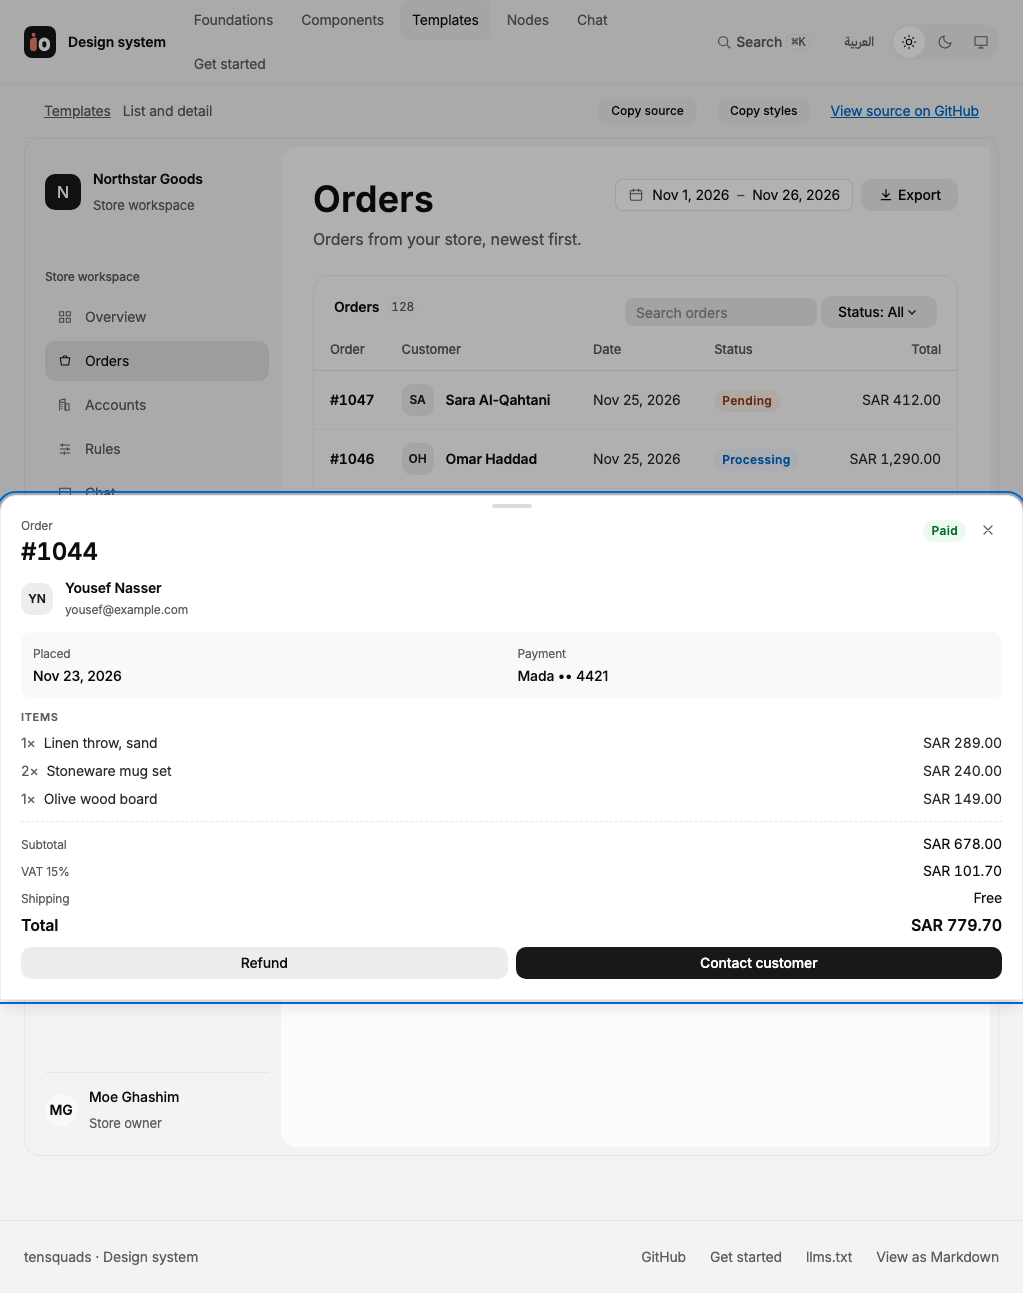 io Design system
Foundations Components Templates Nodes Chat
Get started
Search ⌘K
العربية
Templates List and detail
Copy source Copy styles View source on GitHub
N
Northstar Goods
Store workspace
Store workspace
Overview
Orders
Accounts
Rules
Chat
Orders
Orders from your store, newest first.
Nov 1, 2026 – Nov 26, 2026
Export
Orders 128
Search orders
Status: All
Order Customer Date Status Total
#1047 SA Sara Al-Qahtani Nov 25, 2026 Pending SAR 412.00
#1046 OH Omar Haddad Nov 25, 2026 Processing SAR 1,290.00
Order
#1044
Paid
YN
Yousef Nasser
yousef@example.com
Placed
Nov 23, 2026
Payment
Mada •• 4421
ITEMS
1× Linen throw, sand SAR 289.00
2× Stoneware mug set SAR 240.00
1× Olive wood board SAR 149.00
Subtotal SAR 678.00
VAT 15% SAR 101.70
Shipping Free
Total SAR 779.70
Refund
Contact customer
MG
Moe Ghashim
Store owner
tensquads · Design system
GitHub Get started llms.txt View as Markdown